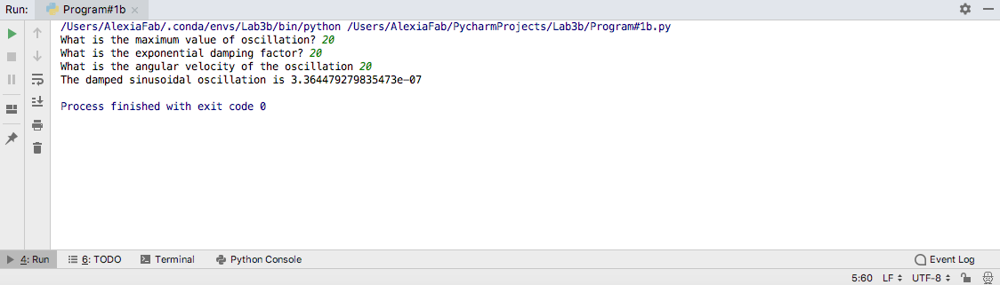 Run: Program#1b
/Users/AlexiaFab/.conda/envs/Lab3b/bin/python /Users/AlexiaFab/PycharmProjects/Lab3b/Program#1b.py
What is the maximum value of oscillation? 20
What is the exponential damping factor? 20
What is the angular velocity of the oscillation 20
The damped sinusoidal oscillation is 3.364479279835473e-07
Process finished with exit code 0
4: Run 6: TODO Terminal Python Console Event Log
5:60 LF UTF-8